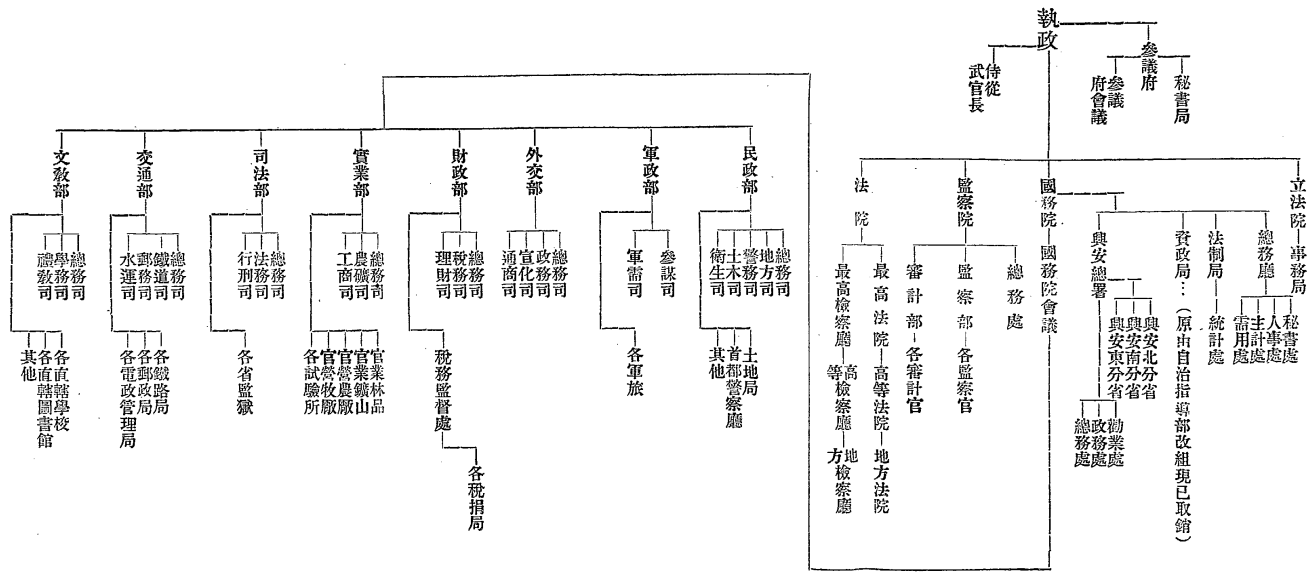 執政
參議府
秘書局
參議府會議
侍從武官長
立法院
事務局
國務院
國務院會議
總務廳
秘書處
人事處
主計處
需用處
法制局
統計處
資政局…(原由自治指導部改組現已取銷)
興安總署
興安北分省
興安南分省
興安東分省
勸業處
政務處
總務處
監察院
總務處
監察部
各監察官
審計部
各審計官
法院
最高法院
高等法院
地方法院
最高檢察廳
高等檢察廳
地方檢察廳
民政部
總務司
地方司
警務司
土木司
衛生司
土地局
首都警察廳
其他
軍政部
參謀司
軍需司
各軍旅
外交部
總務司
政務司
宣化司
通商司
財政部
總務司
稅務司
理財司
稅務監督處
各稅捐局
實業部
總務司
農礦司
工商司
官業林品
官業鑛山
官營農厰
官營牧厰
各試驗所
司法部
總務司
法務司
行刑司
各省監獄
交通部
總務司
鐵道司
郵務司
水運司
各鐵路局
各郵政局
各電政管理局
文敎部
總務司
學務司
禮敎司
各直轄學校
各直轄圖書館
其他